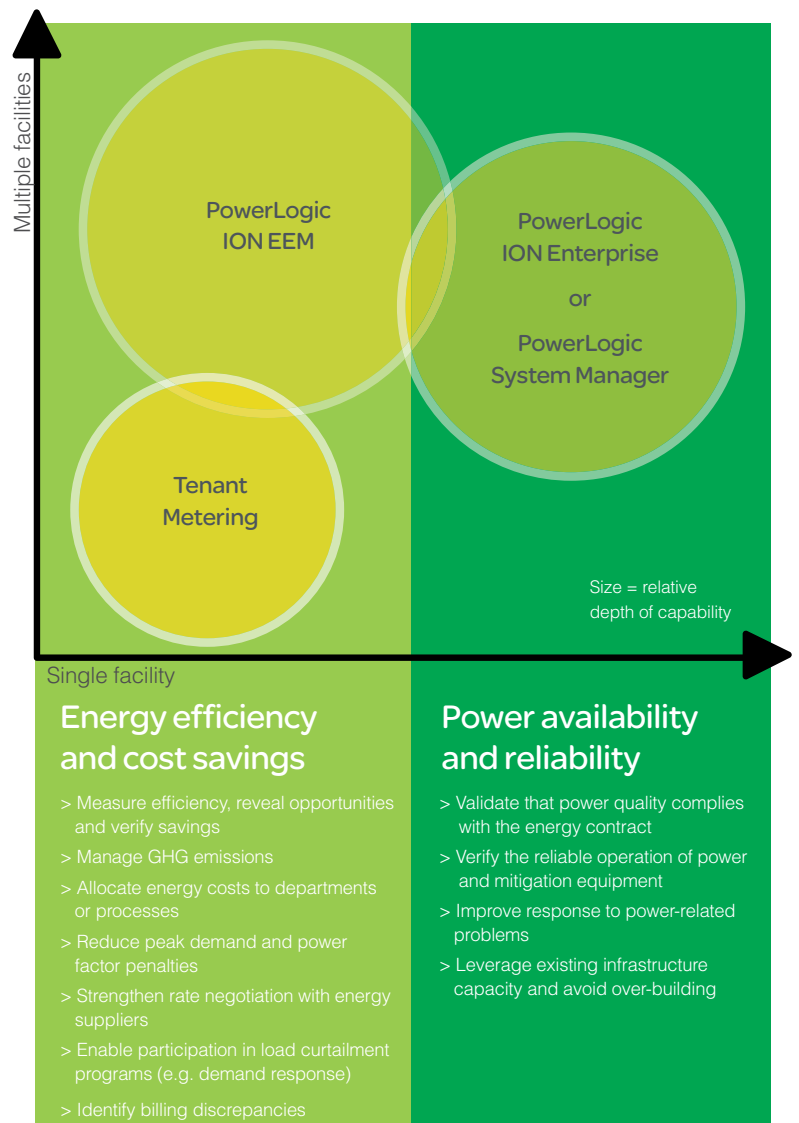 Multiple facilities
PowerLogic
ION EEM
PowerLogic
ION Enterprise
or
PowerLogic
System Manager
Tenant
Metering
Size = relative
depth of capability
Single facility
Energy efficiency
and cost savings
> Measure efficiency, reveal opportunities
and verify savings
> Manage GHG emissions
> Allocate energy costs to departments
or processes
> Reduce peak demand and power
factor penalties
> Strengthen rate negotiation with energy
suppliers
> Enable participation in load curtailment
programs (e.g. demand response)
> Identify billing discrepancies
Power availability
and reliability
> Validate that power quality complies
with the energy contract
> Verify the reliable operation of power
and mitigation equipment
> Improve response to power-related
problems
> Leverage existing infrastructure
capacity and avoid over-building